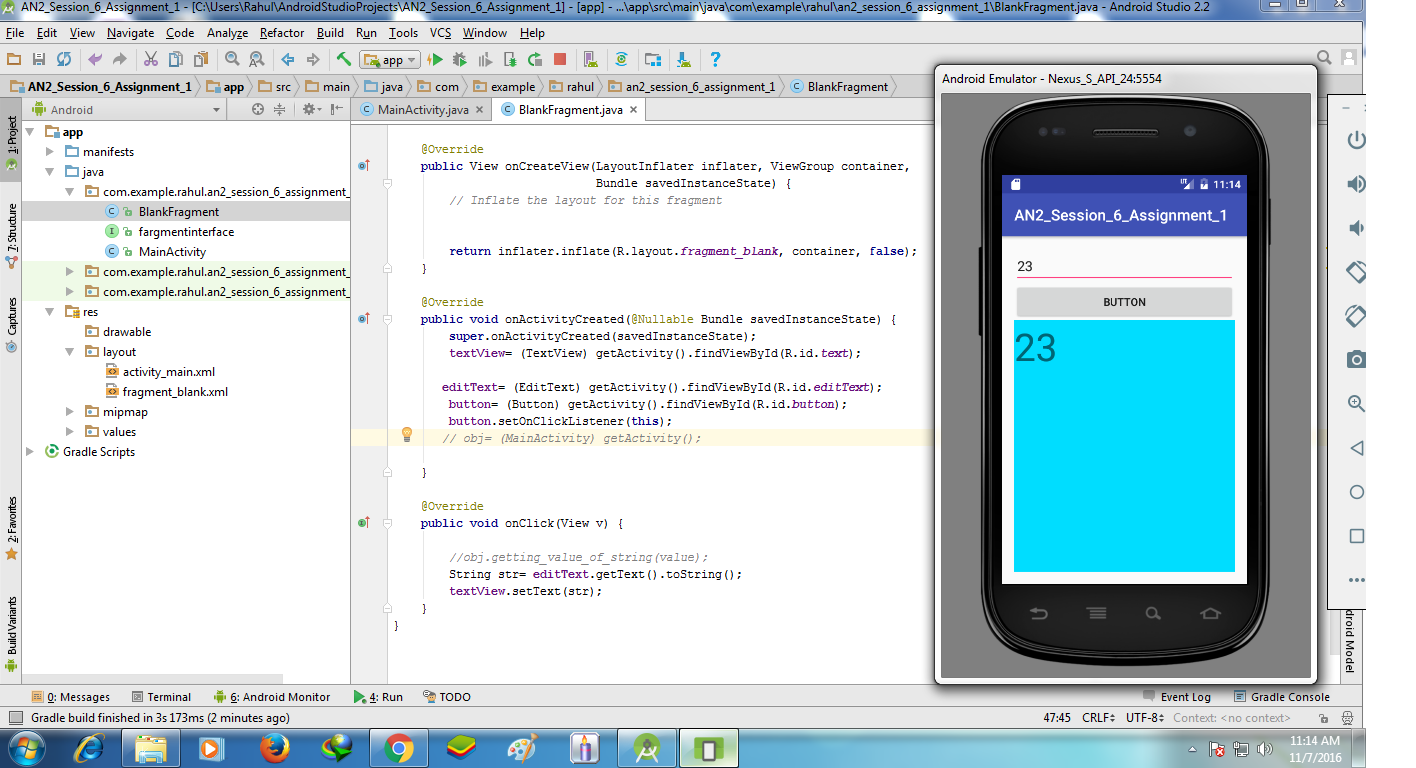 AN2_Session_6_Assignment_1 - [C:\Users\Rahul\AndroidStudioProjects\AN2_Session_6_Assignment_1] - [app] - ...\app\src\main\java\com\example\rahul\an2_session_6_assignment_1\BlankFragment.java - Android Studio 2.2
File Edit View Navigate Code Analyze Refactor Build Run Tools VCS Window Help
app
AN2_Session_6_Assignment_1 app src main java com example rahul an2_session_6_assignment_1 BlankFragment
Android
MainActivity.java
BlankFragment.java
1: Project
7: Structure
Captures
2: Favorites
Build Variants
app
manifests
java
com.example.rahul.an2_session_6_assignment_
BlankFragment
fargmentinterface
MainActivity
com.example.rahul.an2_session_6_assignment_
com.example.rahul.an2_session_6_assignment_
res
drawable
layout
activity_main.xml
fragment_blank.xml
mipmap
values
Gradle Scripts
@Override
public View onCreateView(LayoutInflater inflater, ViewGroup container,
Bundle savedInstanceState) {
// Inflate the layout for this fragment
return inflater.inflate(R.layout.fragment_blank, container, false);
}
@Override
public void onActivityCreated(@Nullable Bundle savedInstanceState) {
super.onActivityCreated(savedInstanceState);
textView= (TextView) getActivity().findViewById(R.id.text);
editText= (EditText) getActivity().findViewById(R.id.editText);
button= (Button) getActivity().findViewById(R.id.button);
button.setOnClickListener(this);
// obj= (MainActivity) getActivity();
}
@Override
public void onClick(View v) {
//obj.getting_value_of_string(value);
String str= editText.getText().toString();
textView.setText(str);
}
}
Android Emulator - Nexus_S_API_24:5554
LTE 11:14
AN2_Session_6_Assignment_1
23
BUTTON
23
droid Model
0: Messages Terminal 6: Android Monitor 4: Run TODO Event Log Gradle Console
Gradle build finished in 3s 173ms (2 minutes ago) 47:45 CRLF UTF-8 Context: <no context>
11:14 AM
11/7/2016